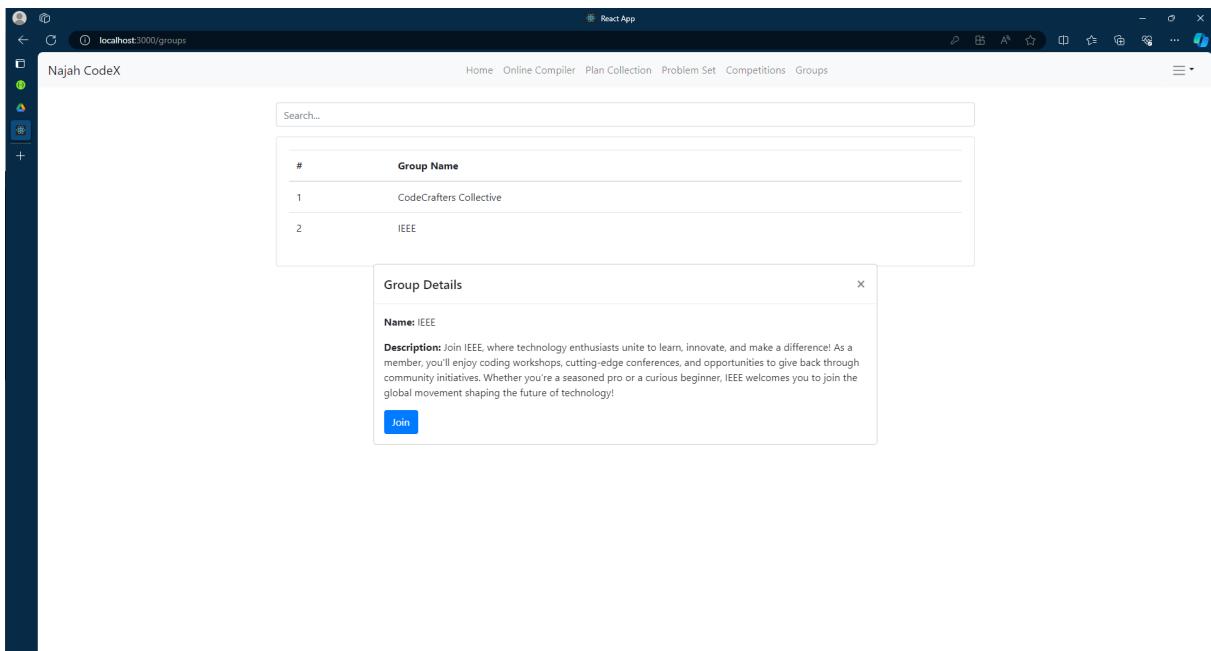 React App
localhost:3000/groups
Najah CodeX
Home Online Compiler Plan Collection Problem Set Competitions Groups
Search...
# Group Name
1 CodeCrafters Collective
2 IEEE
Group Details
Name: IEEE
Description: Join IEEE, where technology enthusiasts unite to learn, innovate, and make a difference! As a
member, you'll enjoy coding workshops, cutting-edge conferences, and opportunities to give back through
community initiatives. Whether you're a seasoned pro or a curious beginner, IEEE welcomes you to join the
global movement shaping the future of technology!
Join